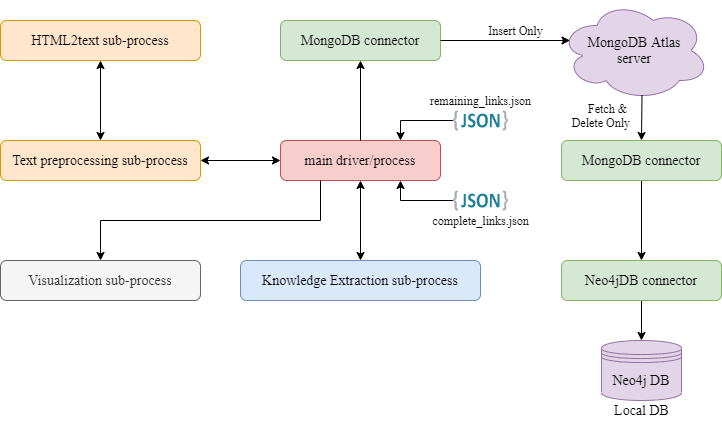 HTML2text sub-process
MongoDB connector
Insert Only
MongoDB Atlas
server
remaining_links.json
{JSON}
Fetch &
Delete Only
Text preprocessing sub-process
main driver/process
MongoDB connector
{JSON}
complete_links.json
Visualization sub-process
Knowledge Extraction sub-process
Neo4jDB connector
Neo4j DB
Local DB